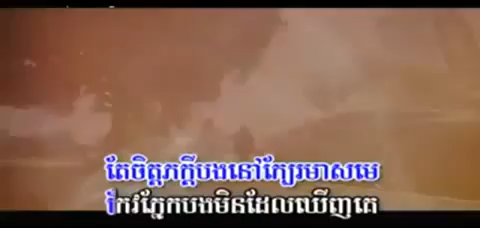 តែចិត្តភក្តីបងនៅក្បែរមាសមេ
កែវភ្នែកបងមិនដែលឃើញគេ